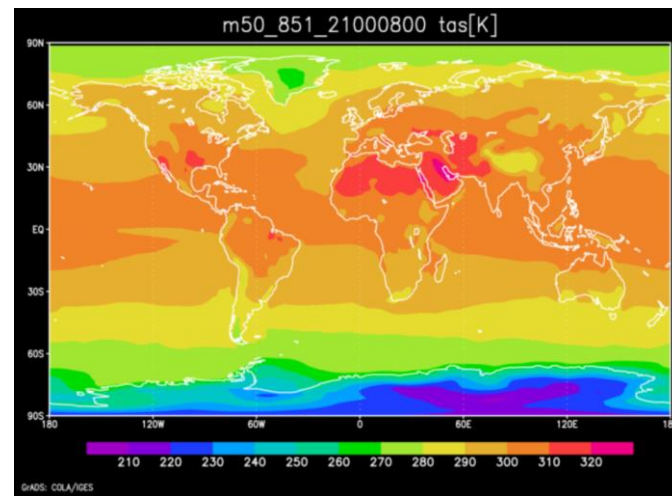 m50_851_21000800 tas[K]
90N
60N
30N
EQ
30S
60S
90S
180 120W 60W 0 60E 120E 18
210 220 230 240 250 260 270 280 290 300 310 320
GrADS: COLA/IGES